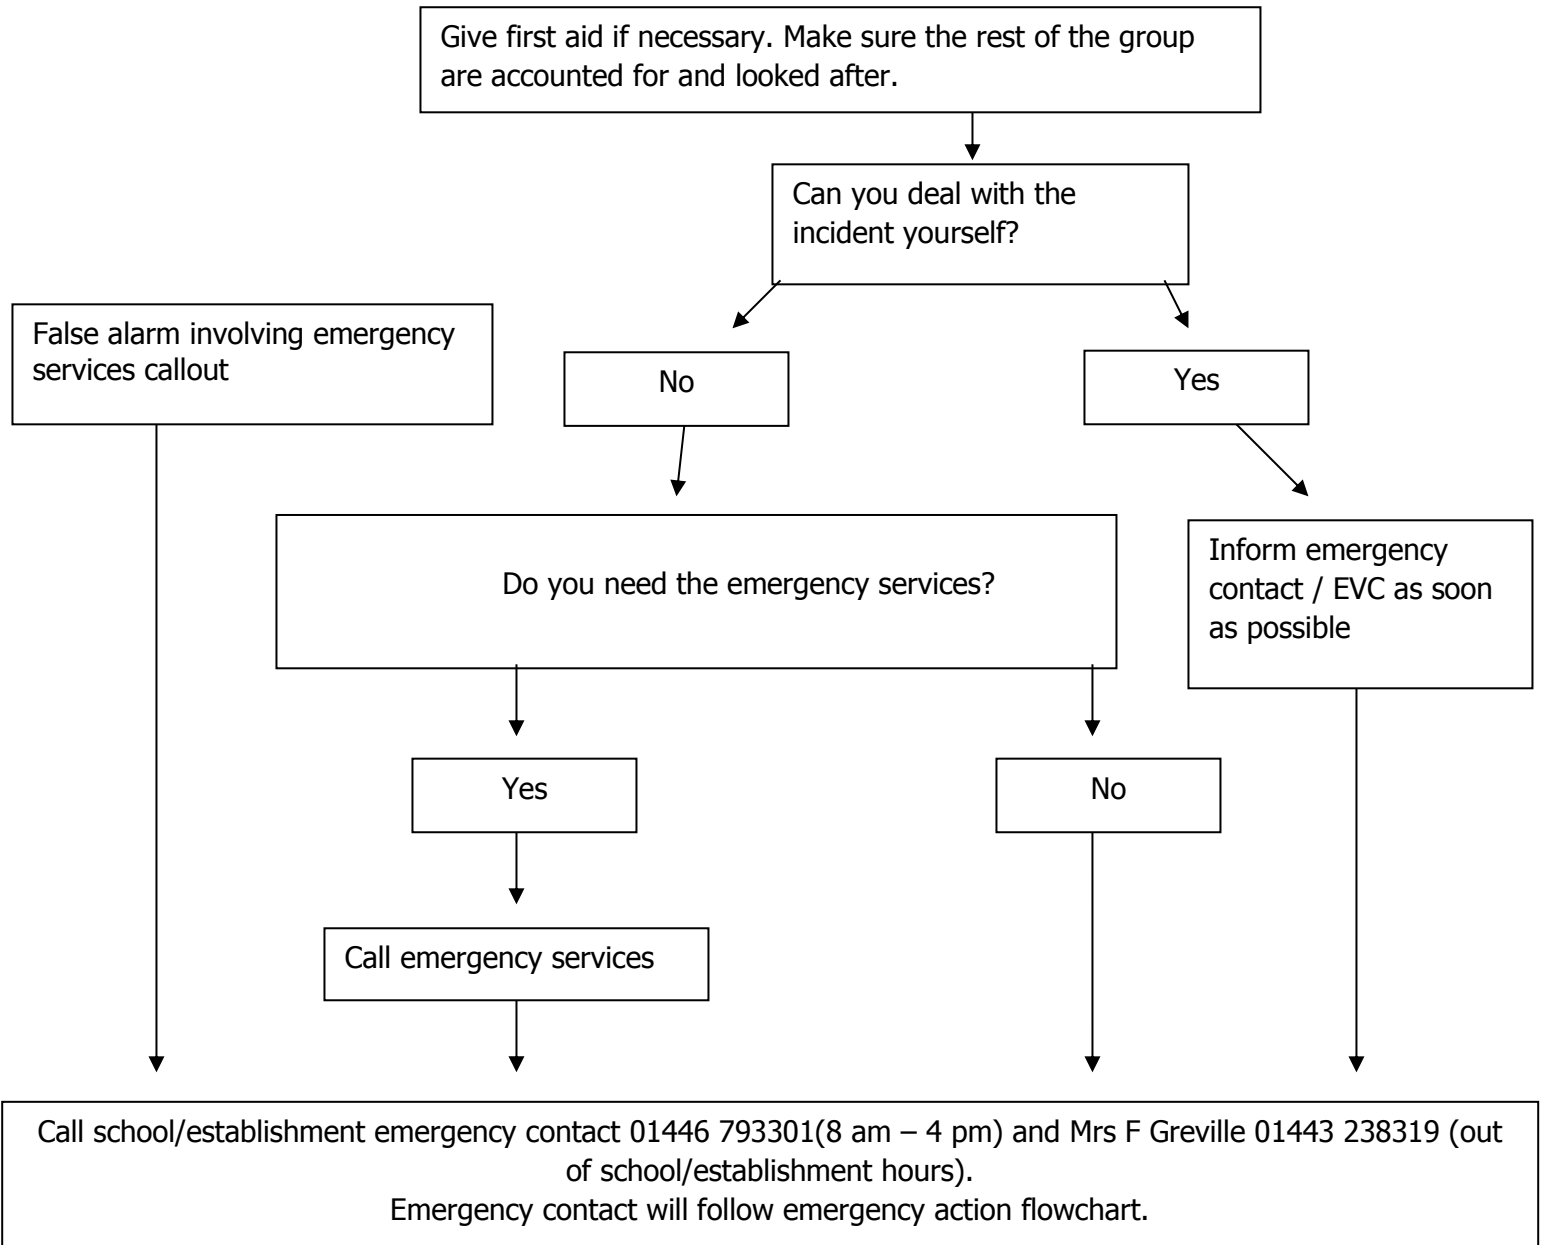 Give first aid if necessary. Make sure the rest of the group
are accounted for and looked after.
Can you deal with the
incident yourself?
False alarm involving emergency
services callout
No
Yes
Do you need the emergency services?
Inform emergency
contact / EVC as soon
as possible
Yes
No
Call emergency services
Call school/establishment emergency contact 01446 793301(8 am – 4 pm) and Mrs F Greville 01443 238319 (out
of school/establishment hours).
Emergency contact will follow emergency action flowchart.